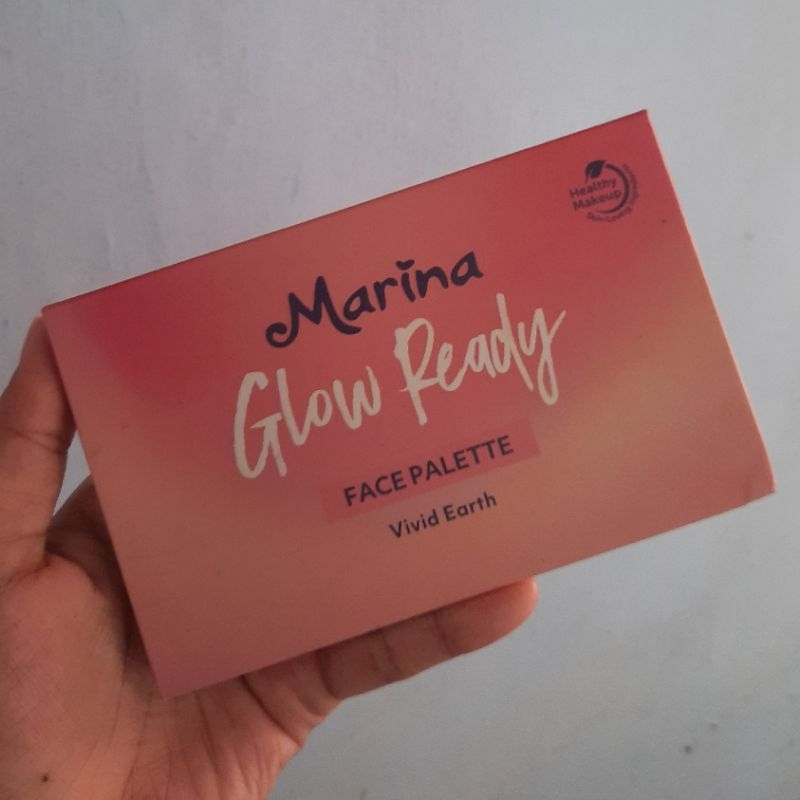 Healthy
Makeup
Marina
Glow Ready
FACE PALETTE
Vivid Earth